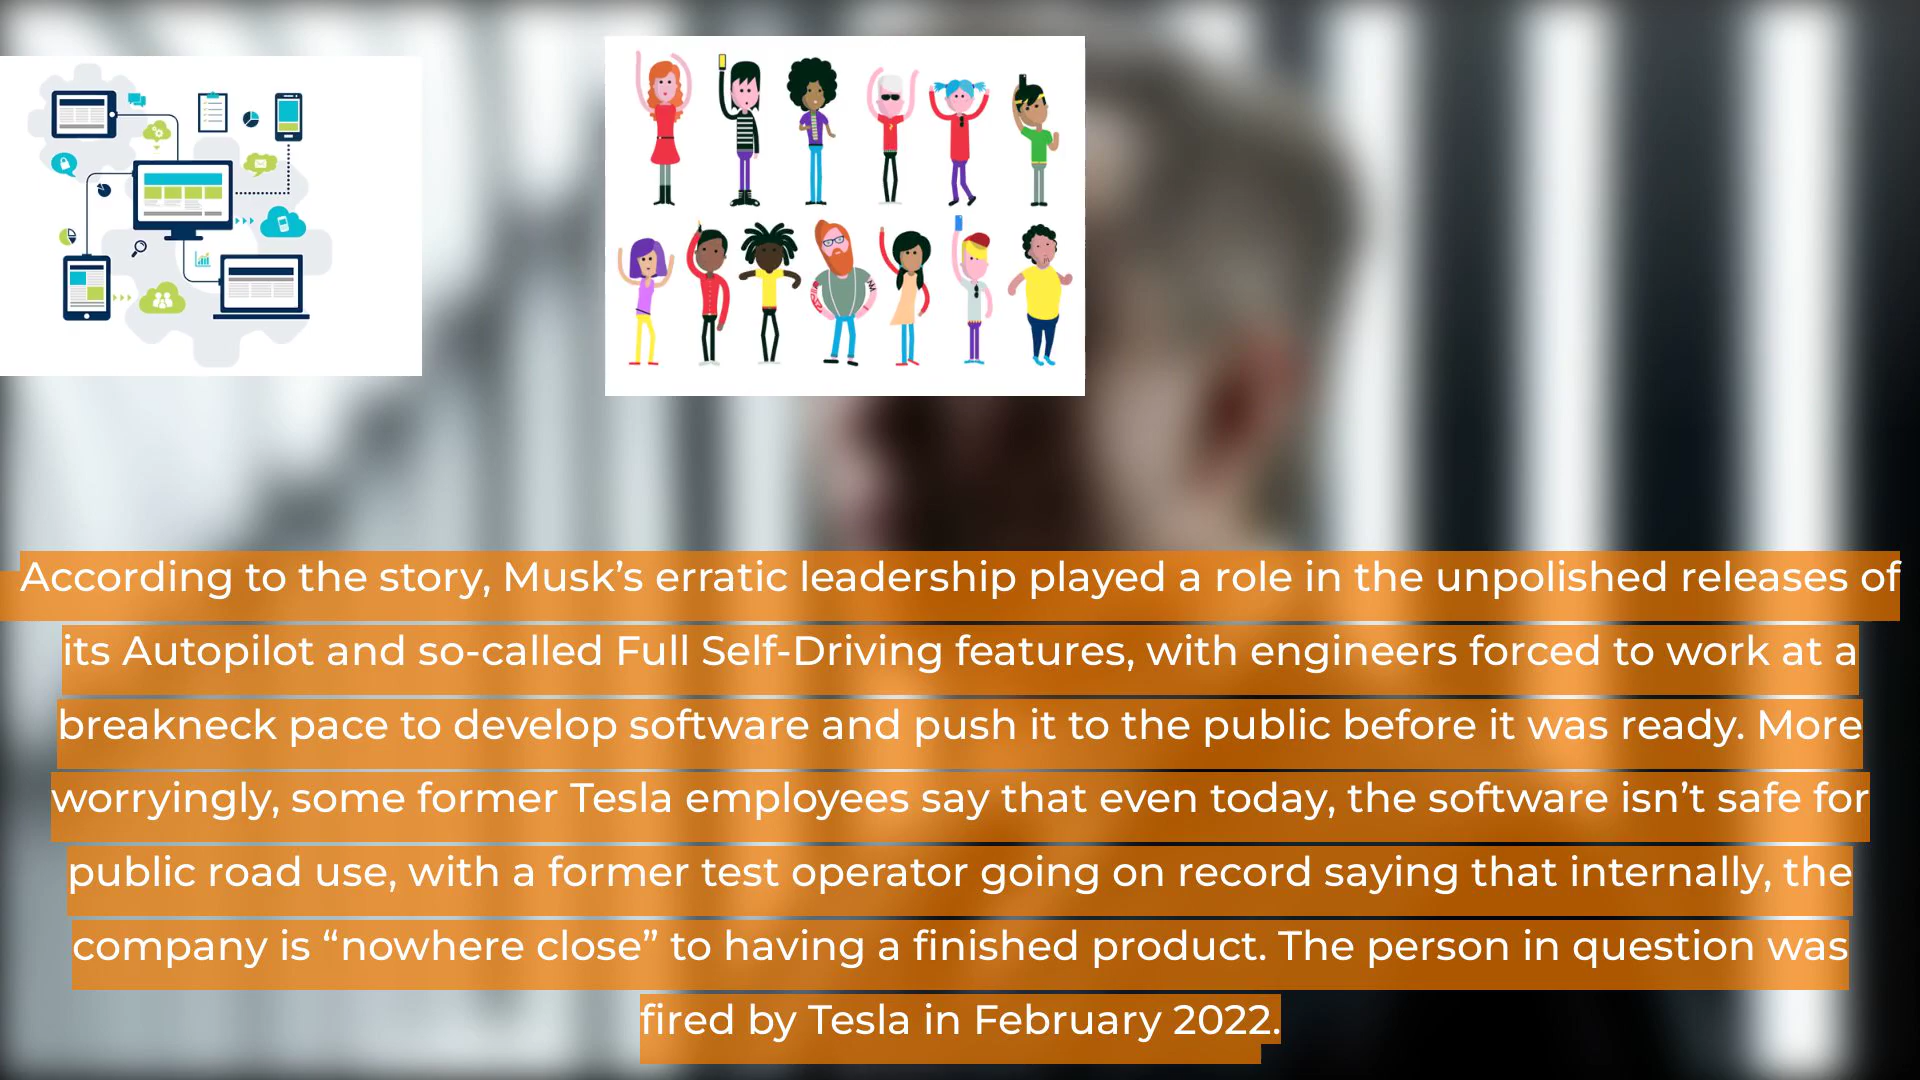 According to the story, Musk’s erratic leadership played a role in the unpolished releases of
its Autopilot and so-called Full Self-Driving features, with engineers forced to work at a
breakneck pace to develop software and push it to the public before it was ready. More
worryingly, some former Tesla employees say that even today, the software isn’t safe for
public road use, with a former test operator going on record saying that internally, the
company is “nowhere close” to having a finished product. The person in question was
fired by Tesla in February 2022.